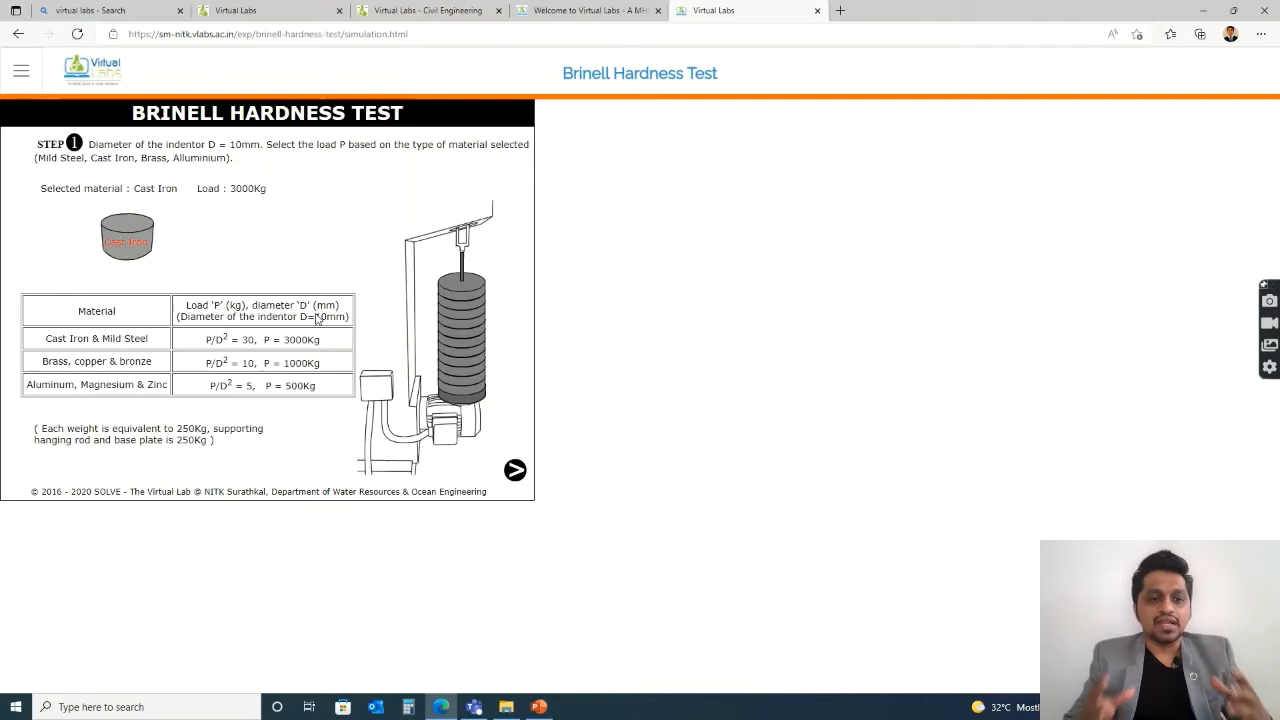 virtual labs - Search
Virtual Labs
Virtual Labs - Civil Engineering
Welcome to Virtual Labs - A MH
Virtual Labs
https://sm-nitk.vlabs.ac.in/exp/brinell-hardness-test/simulation.html
Virtual
Labs
Brinell Hardness Test
BRINELL HARDNESS TEST
STEP 1 Diameter of the indentor D = 10mm. Select the load P based on the type of material selected
(Mild Steel, Cast Iron, Brass, Alluminium).
Selected material : Cast Iron Load : 3000Kg
Cast Iron
Material
Load ‘P’ (kg), diameter ‘D’ (mm)
(Diameter of the indentor D=10mm)
Cast Iron & Mild Steel P/D² = 30, P = 3000Kg
Brass, copper & bronze P/D² = 10, P = 1000Kg
Aluminum, Magnesium & Zinc P/D² = 5, P = 500Kg
( Each weight is equivalent to 250Kg, supporting
hanging rod and base plate is 250Kg )
© 2016 - 2020 SOLVE - The Virtual Lab @ NITK Surathkal, Department of Water Resources & Ocean Engineering
Type here to search
32°C Mostl